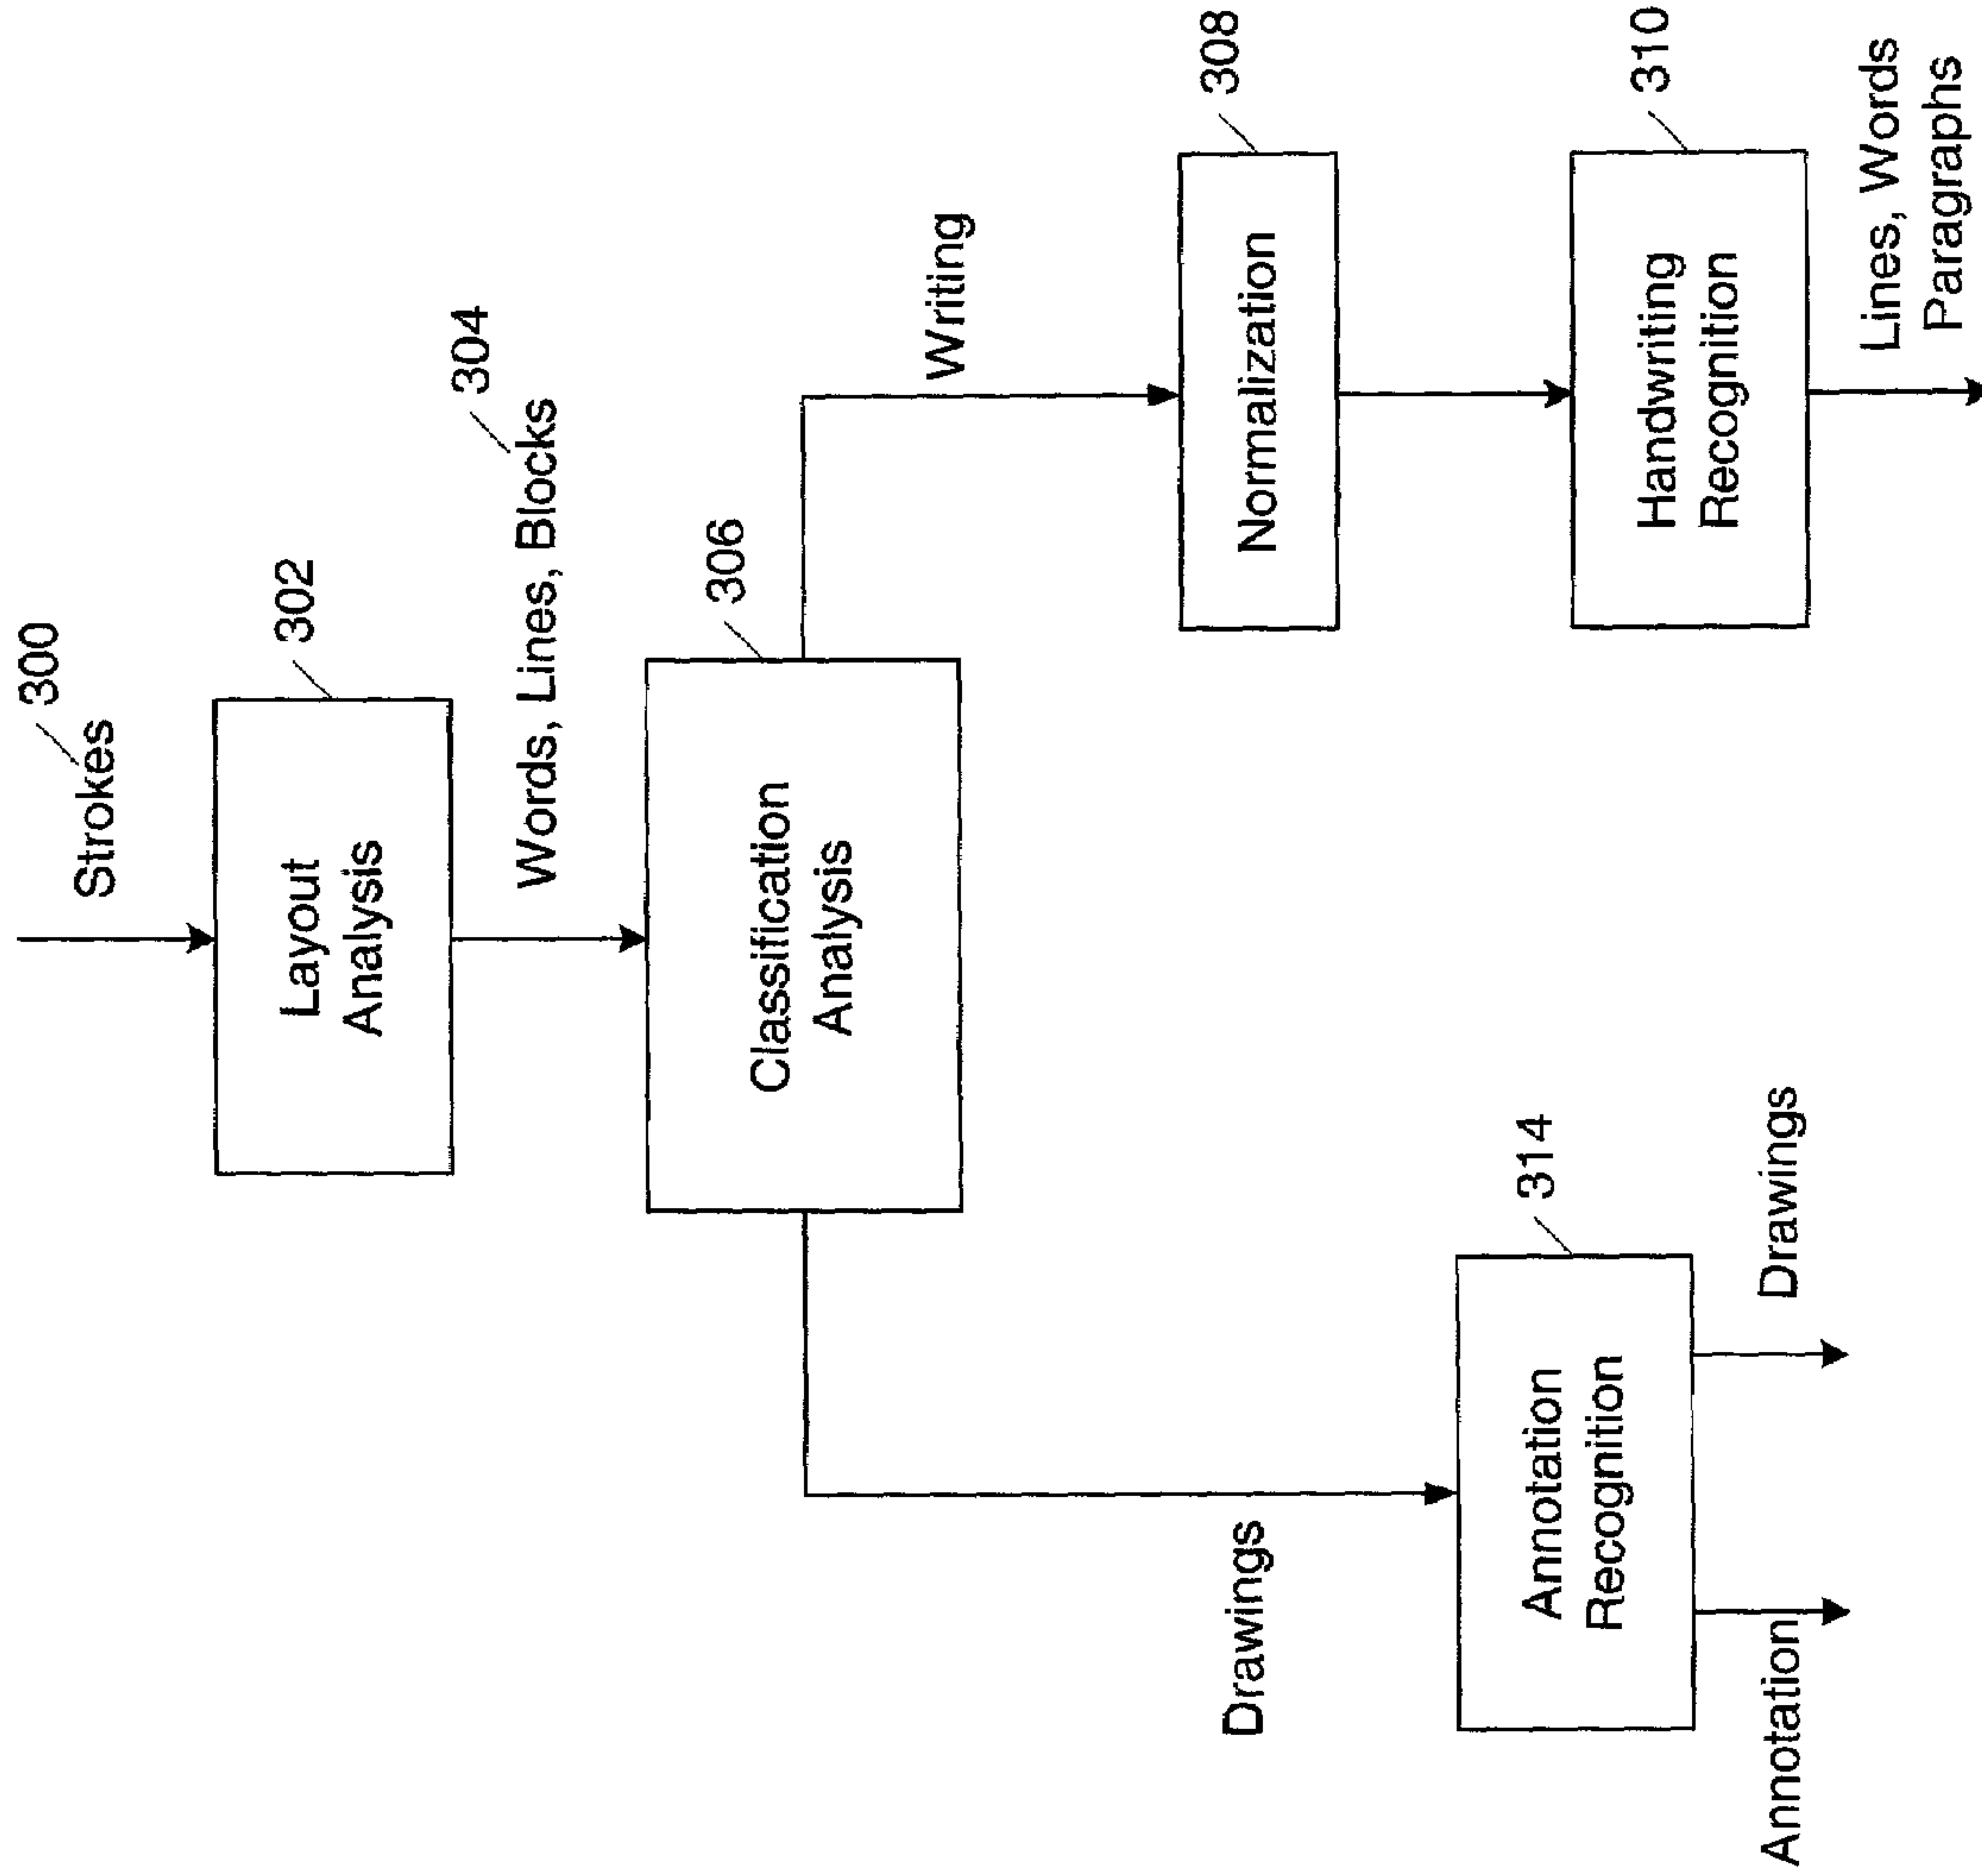 300
Strokes
302
Layout
Analysis
304
Words, Lines, Blocks
306
Classification
Analysis
Writing
308
Normalization
310
Handwriting
Recognition
Lines, Words
Paragraphs
Drawings
314
Annotation
Recognition
Annotation
Drawings